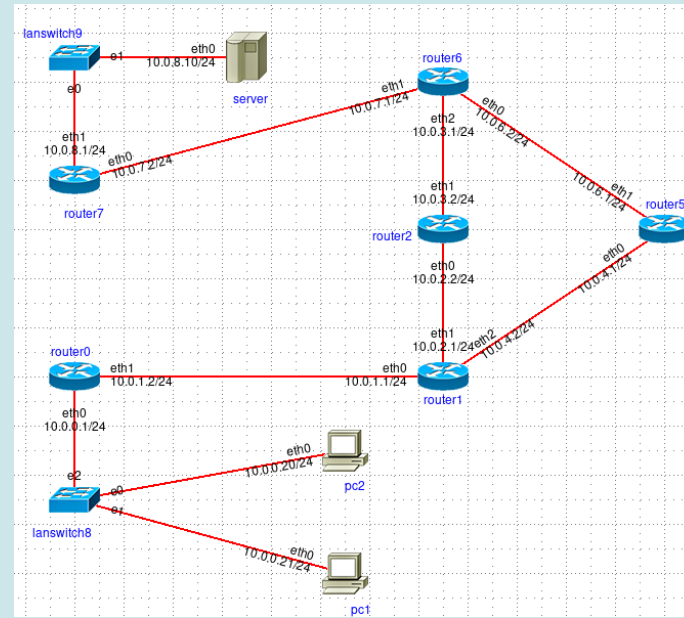 lanswitch9
e1
eth0
10.0.8.10/24
server
e0
eth1
10.0.8.1/24
eth0
10.0.7.2/24
router7
router6
eth1
10.0.7.1/24
eth2
10.0.3.1/24
eth0
10.0.6.2/24
eth1
10.0.6.1/24
router5
eth1
10.0.3.2/24
router2
eth0
10.0.2.2/24
eth0
10.0.4.1/24
eth1
10.0.2.1/24
eth2
10.0.4.2/24
router0
eth1
10.0.1.2/24
eth0
10.0.1.1/24
router1
eth0
10.0.0.1/24
e2
e0
e1
lanswitch8
eth0
10.0.0.20/24
pc2
eth0
10.0.0.21/24
pc1